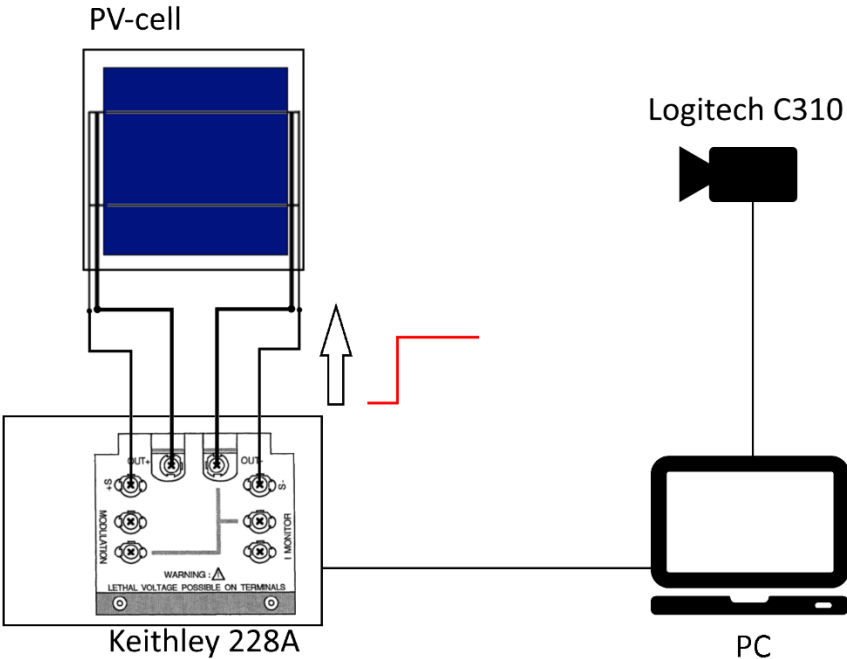 PV-cell
Logitech C310
OUT+
OUT-
S+
S-
MODULATION
I MONITOR
WARNING :
LETHAL VOLTAGE POSSIBLE ON TERMINALS
Keithley 228A
PC